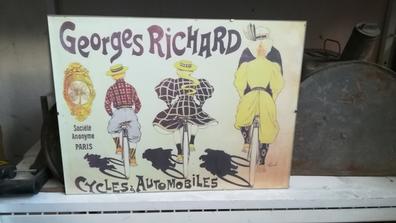 Georges RICHARD
Société
Anonyme
PARIS
CYCLES & AUTOMOBILES